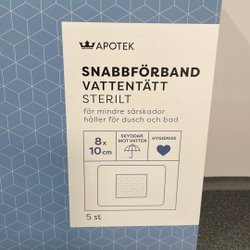 APOTEK
SNABBFÖRBAND
VATTENTÄTT
STERILT
för mindre sårskador
håller för dusch och bad
8x
10cm
SKYDDAR
MOT VATTEN
HYGIENISK
5 st